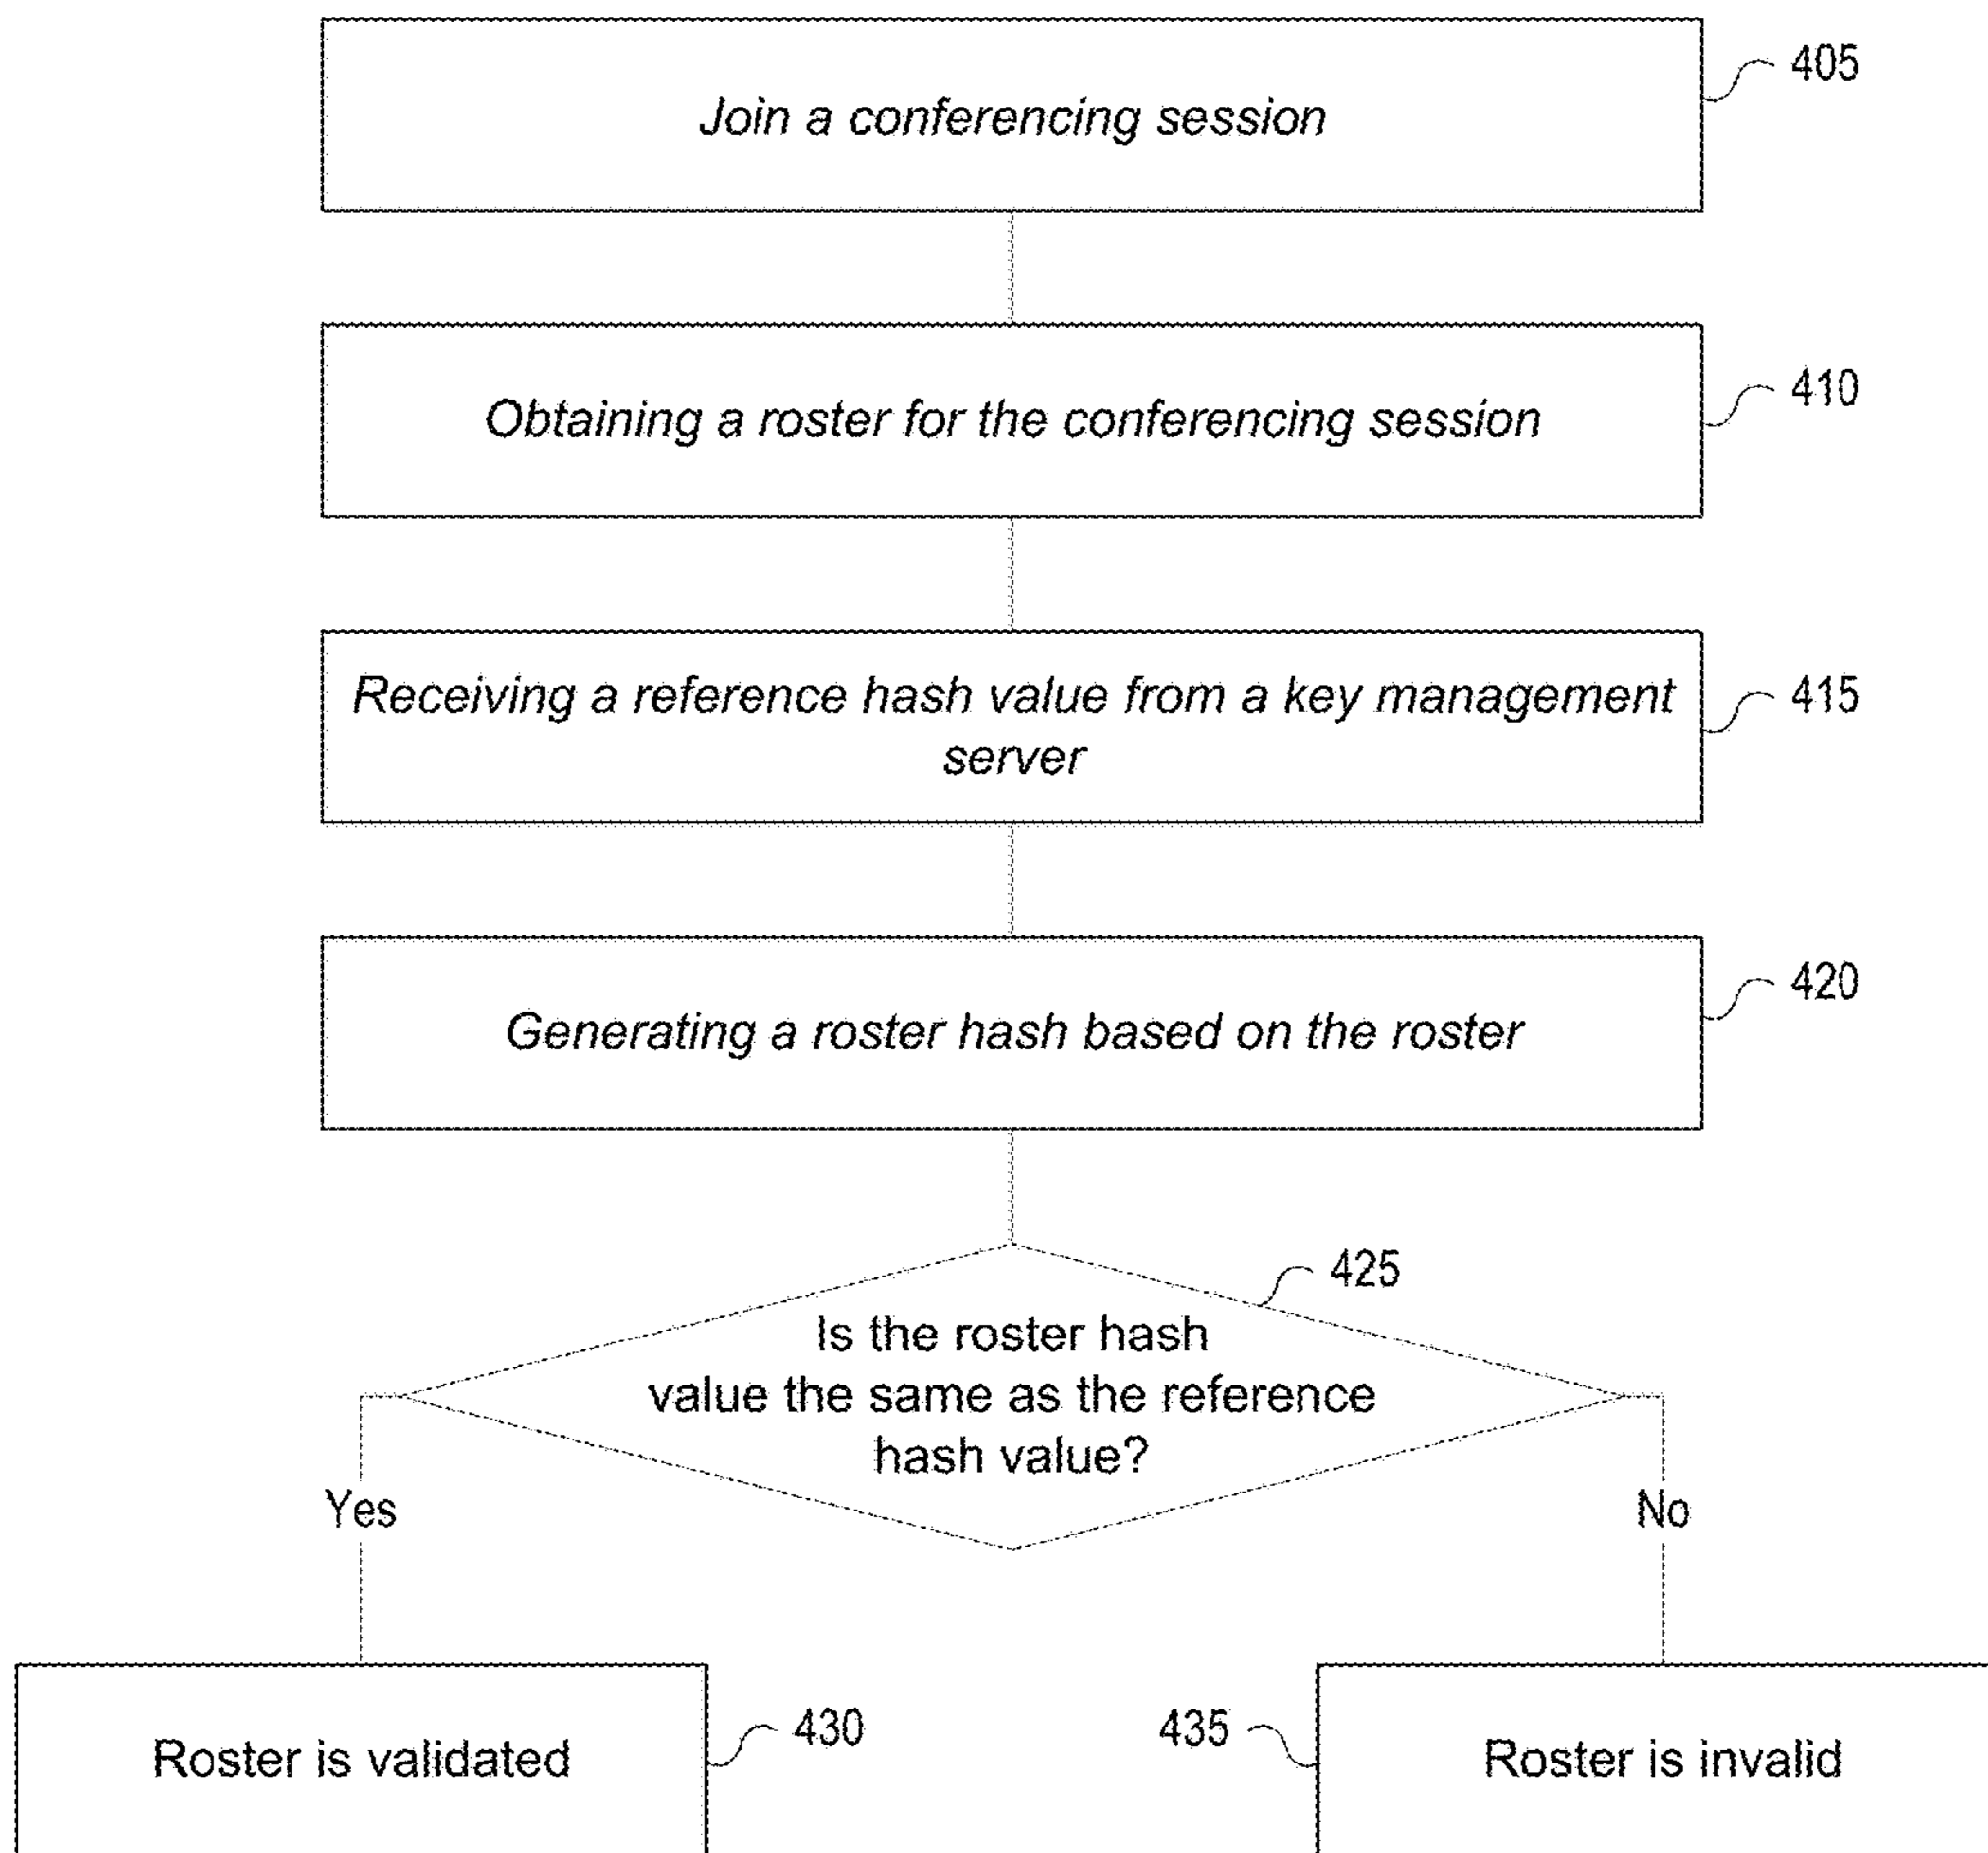 405
Join a conferencing session
410
Obtaining a roster for the conferencing session
415
Receiving a reference hash value from a key management
server
420
Generating a roster hash based on the roster
425
Is the roster hash
value the same as the reference
hash value?
Yes
No
430
435
Roster is validated
Roster is invalid